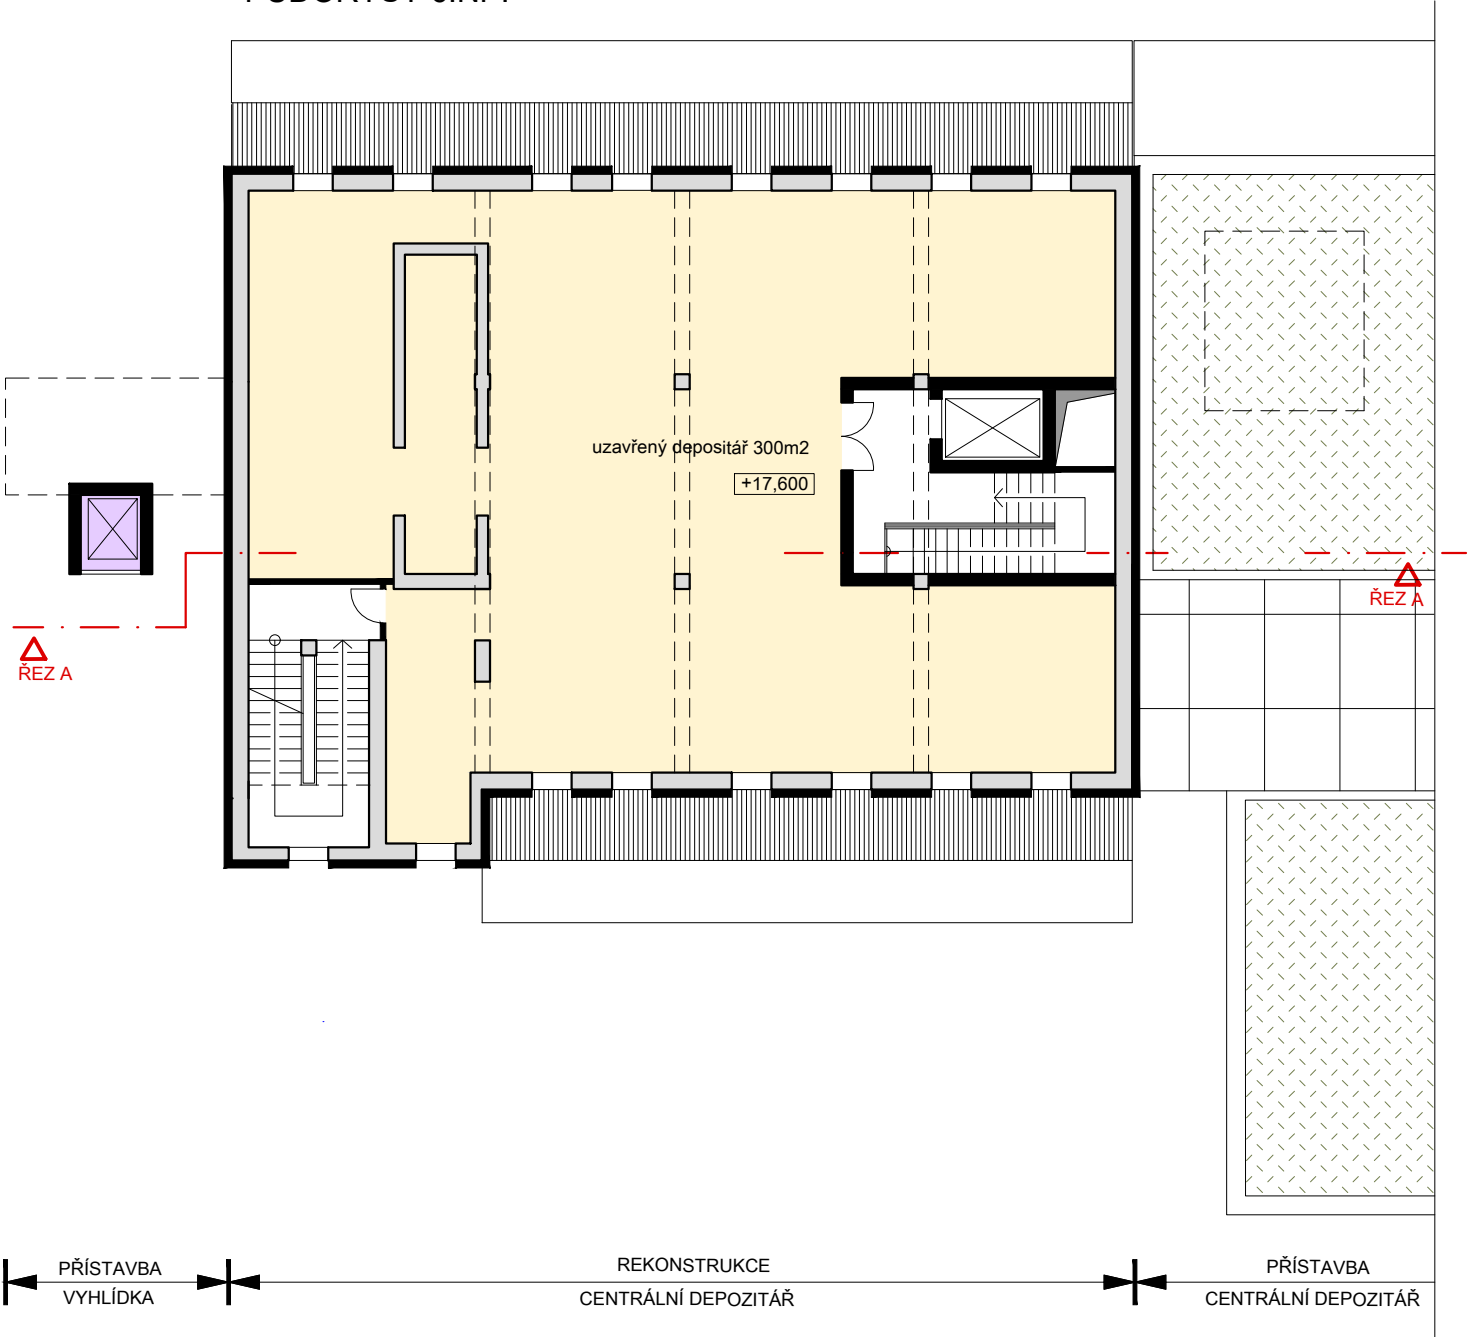 uzavřený depositář 300m2
+17,600
ŘEZ A
ŘEZ A
PŘÍSTAVBA
VYHLÍDKA
REKONSTRUKCE
CENTRÁLNÍ DEPOZITÁŘ
PŘÍSTAVBA
CENTRÁLNÍ DEPOZITÁŘ